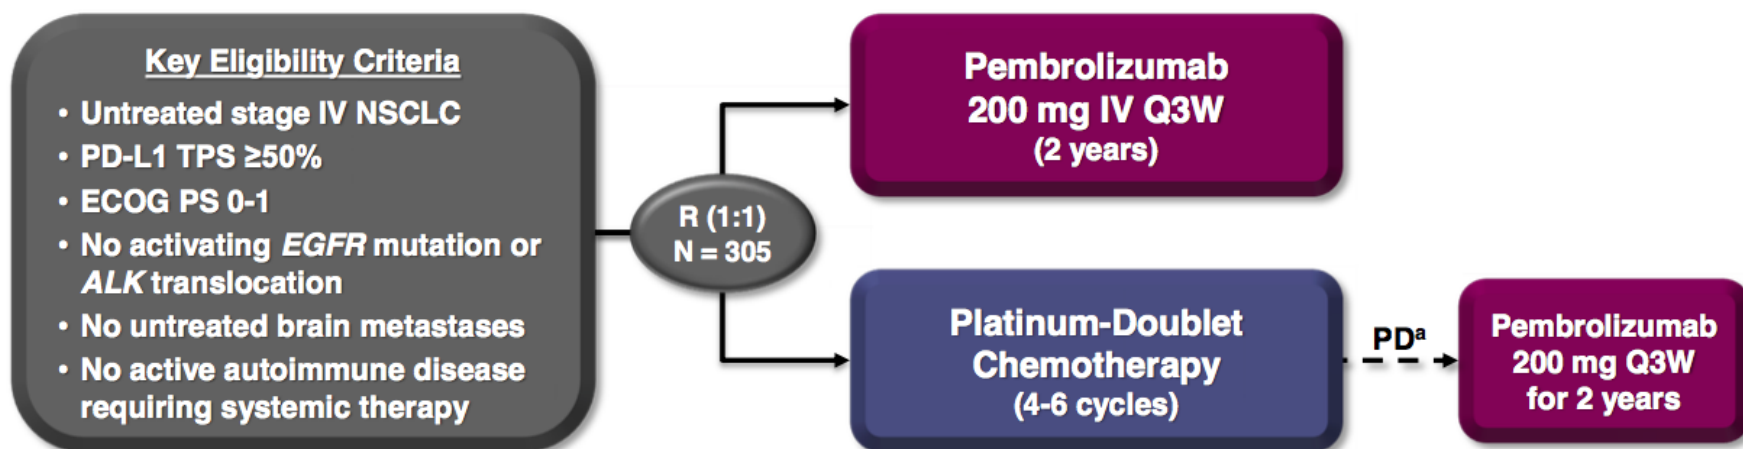 Key Eligibility Criteria
• Untreated stage IV NSCLC
• PD-L1 TPS ≥50%
• ECOG PS 0-1
• No activating EGFR mutation or
ALK translocation
• No untreated brain metastases
• No active autoimmune disease
requiring systemic therapy
R (1:1)
N = 305
Pembrolizumab
200 mg IV Q3W
(2 years)
Platinum-Doublet
Chemotherapy
(4-6 cycles)
PDᵃ
Pembrolizumab
200 mg Q3W
for 2 years